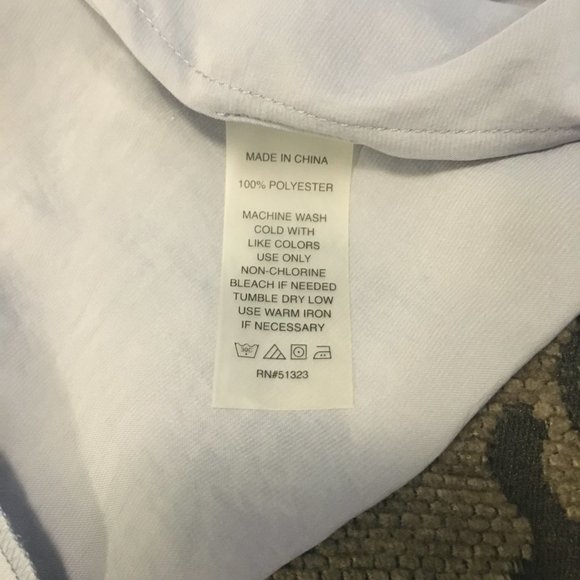 MADE IN CHINA
100% POLYESTER
MACHINE WASH
COLD WITH
LIKE COLORS
USE ONLY
NON-CHLORINE
BLEACH IF NEEDED
TUMBLE DRY LOW
USE WARM IRON
IF NECESSARY
RN#51323